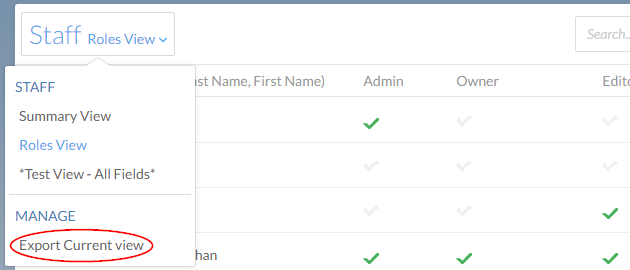 Staff Roles View
Search...
STAFF
Summary View
Roles View
*Test View - All Fields*
MANAGE
Export Current view
ast Name, First Name) Admin Owner Edito
han